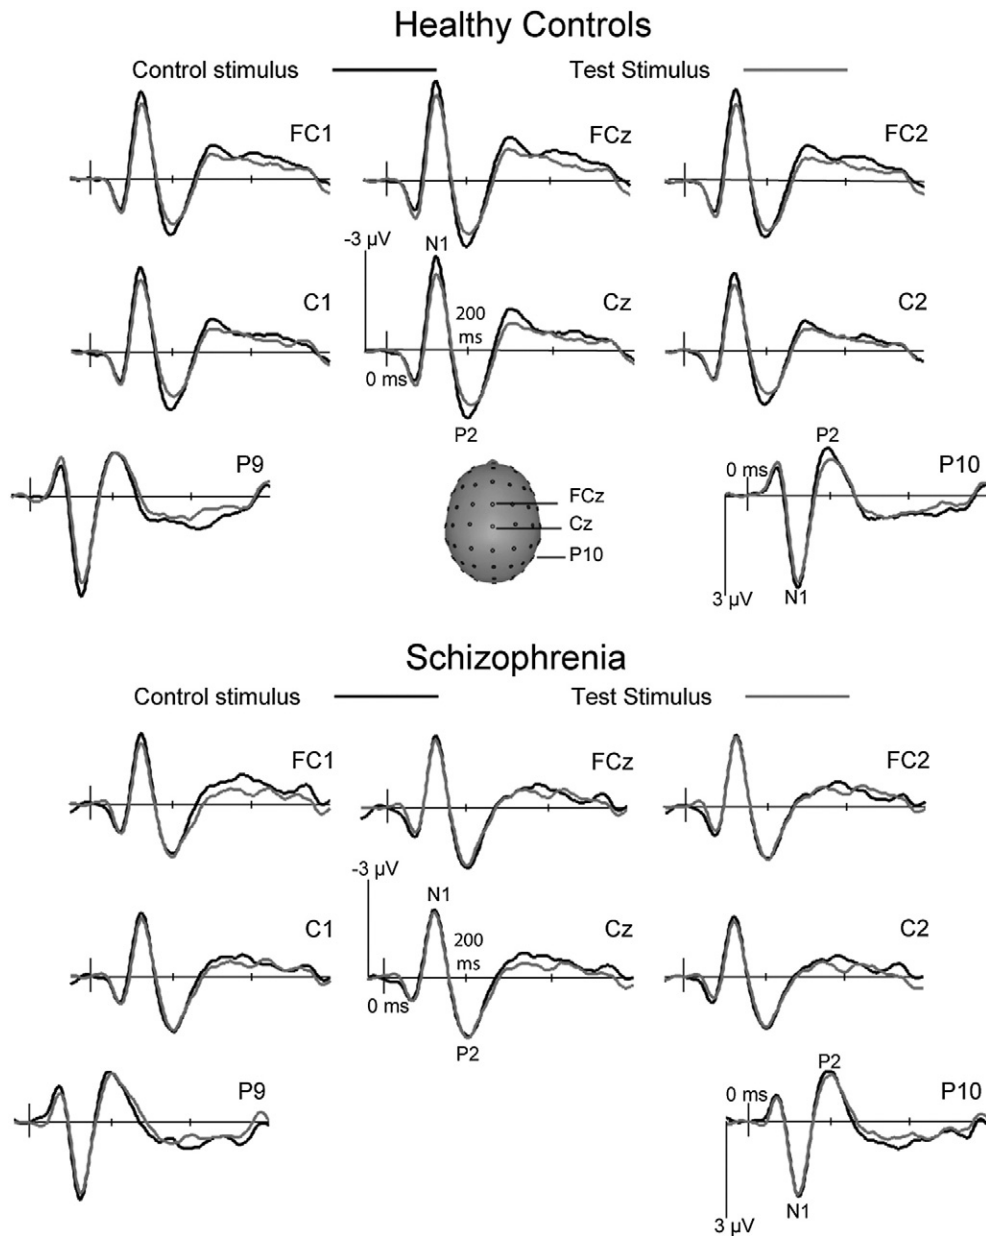 Healthy Controls
Control stimulus Test Stimulus
FC1 FCz FC2
-3 µV N1
C1 200 ms Cz C2
0 ms
P2
P9 P2
0 ms P10
FCz
Cz
P10
3 µV N1
Schizophrenia
Control stimulus Test Stimulus
FC1 FCz FC2
-3 µV N1
C1 200 ms Cz C2
0 ms
P2
P9 P2
0 ms P10
N1
3 µV